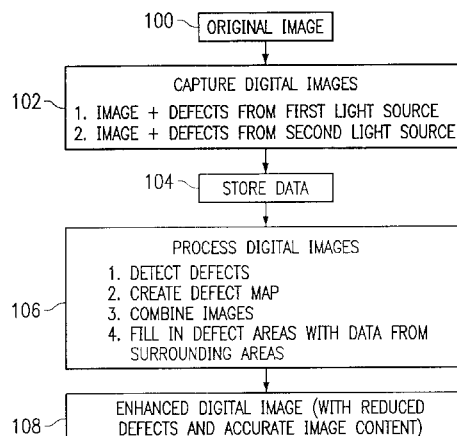 100
ORIGINAL IMAGE
102
CAPTURE DIGITAL IMAGES
1. IMAGE + DEFECTS FROM FIRST LIGHT SOURCE
2. IMAGE + DEFECTS FROM SECOND LIGHT SOURCE
104
STORE DATA
106
PROCESS DIGITAL IMAGES
1. DETECT DEFECTS
2. CREATE DEFECT MAP
3. COMBINE IMAGES
4. FILL IN DEFECT AREAS WITH DATA FROM
SURROUNDING AREAS
108
ENHANCED DIGITAL IMAGE (WITH REDUCED
DEFECTS AND ACCURATE IMAGE CONTENT)